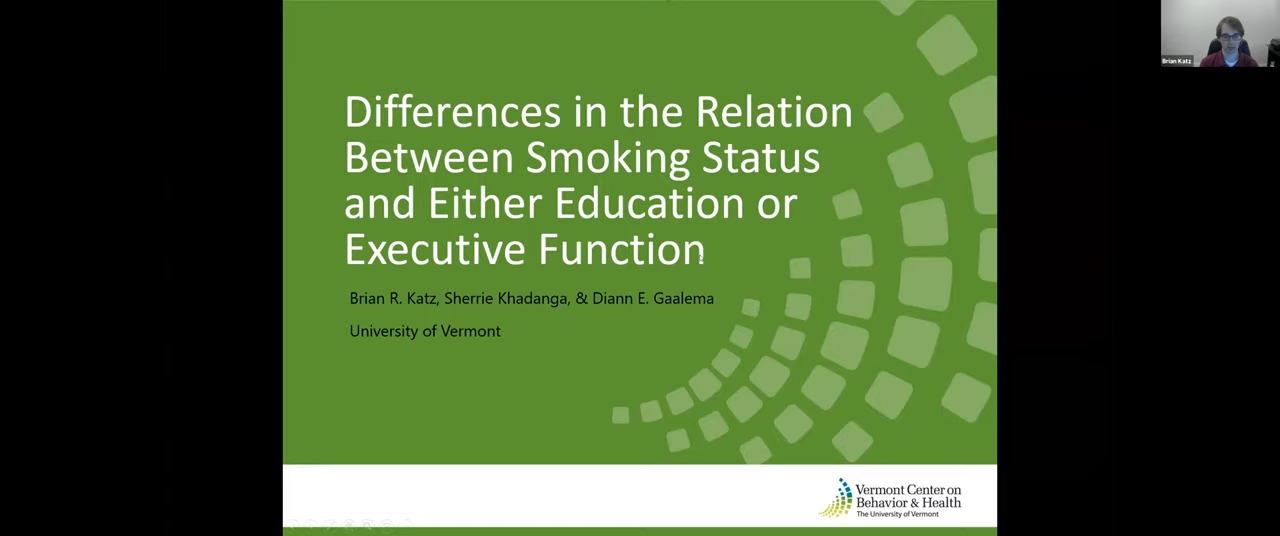 Differences in the Relation
Between Smoking Status
and Either Education or
Executive Function
Brian R. Katz, Sherrie Khadanga, & Diann E. Gaalema
University of Vermont
Vermont Center on
Behavior & Health
The University of Vermont
Brian Katz